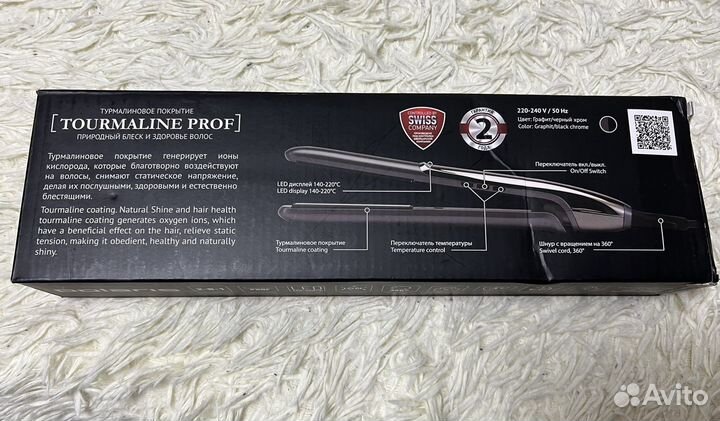 ТУРМАЛИНОВОЕ ПОКРЫТИЕ
[ TOURMALINE PROF ]
ПРИРОДНЫЙ БЛЕСК И ЗДОРОВЬЕ ВОЛОС
Турмалиновое покрытие генерирует ионы
кислорода, которые благотворно воздействуют
на волосы, снимают статическое напряжение,
делая их послушными, здоровыми и естественно
блестящими.
Tourmaline coating. Natural Shine and hair health
tourmaline coating generates oxygen ions, which
have a beneficial effect on the hair, relieve static
tension, making it obedient, healthy and naturally
shiny.
CONTROLLED BY
SWISS
COMPANY
ГАРАНТИЯ
2
ГОДА
220-240 V / 50 Hz
Цвет: Графит/черный хром
Color: Graphit/black chrome
LED дисплей 140-220°C
LED display 140-220°C
Переключатель вкл./выкл.
On/Off Switch
Турмалиновое покрытие
Tourmaline coating
Переключатель температуры
Temperature control
Шнур с вращением на 360°
Swivel cord, 360°
Avito